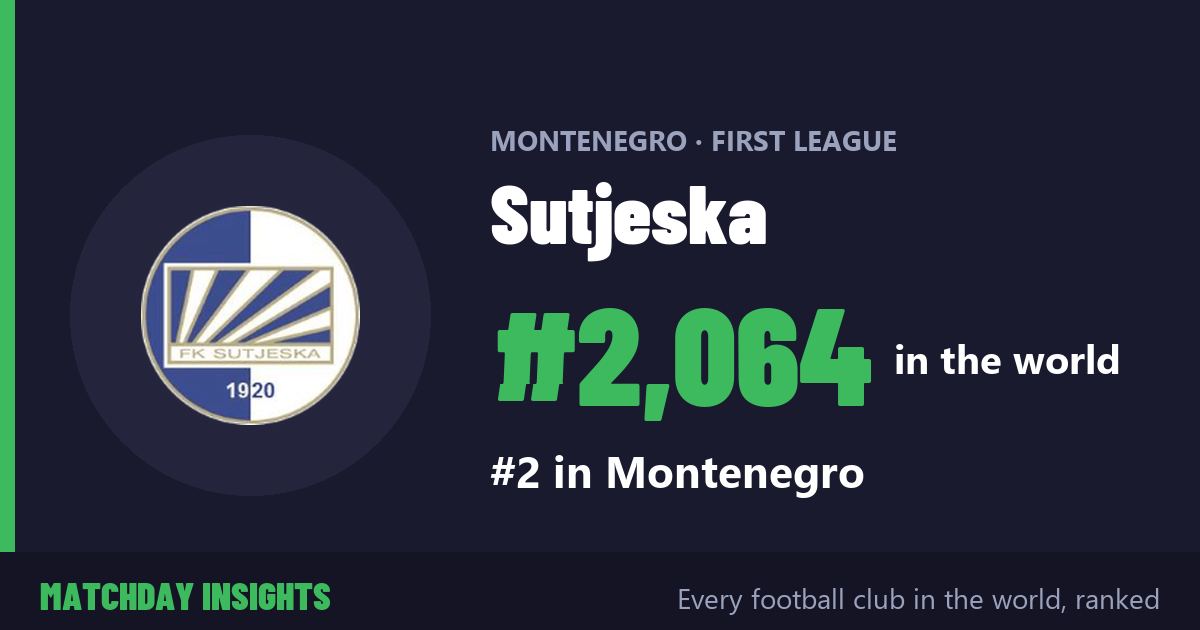 MONTENEGRO · FIRST LEAGUE
Sutjeska
#2,064 in the world
#2 in Montenegro
FK SUTJESKA
1920
MATCHDAY INSIGHTS
Every football club in the world, ranked